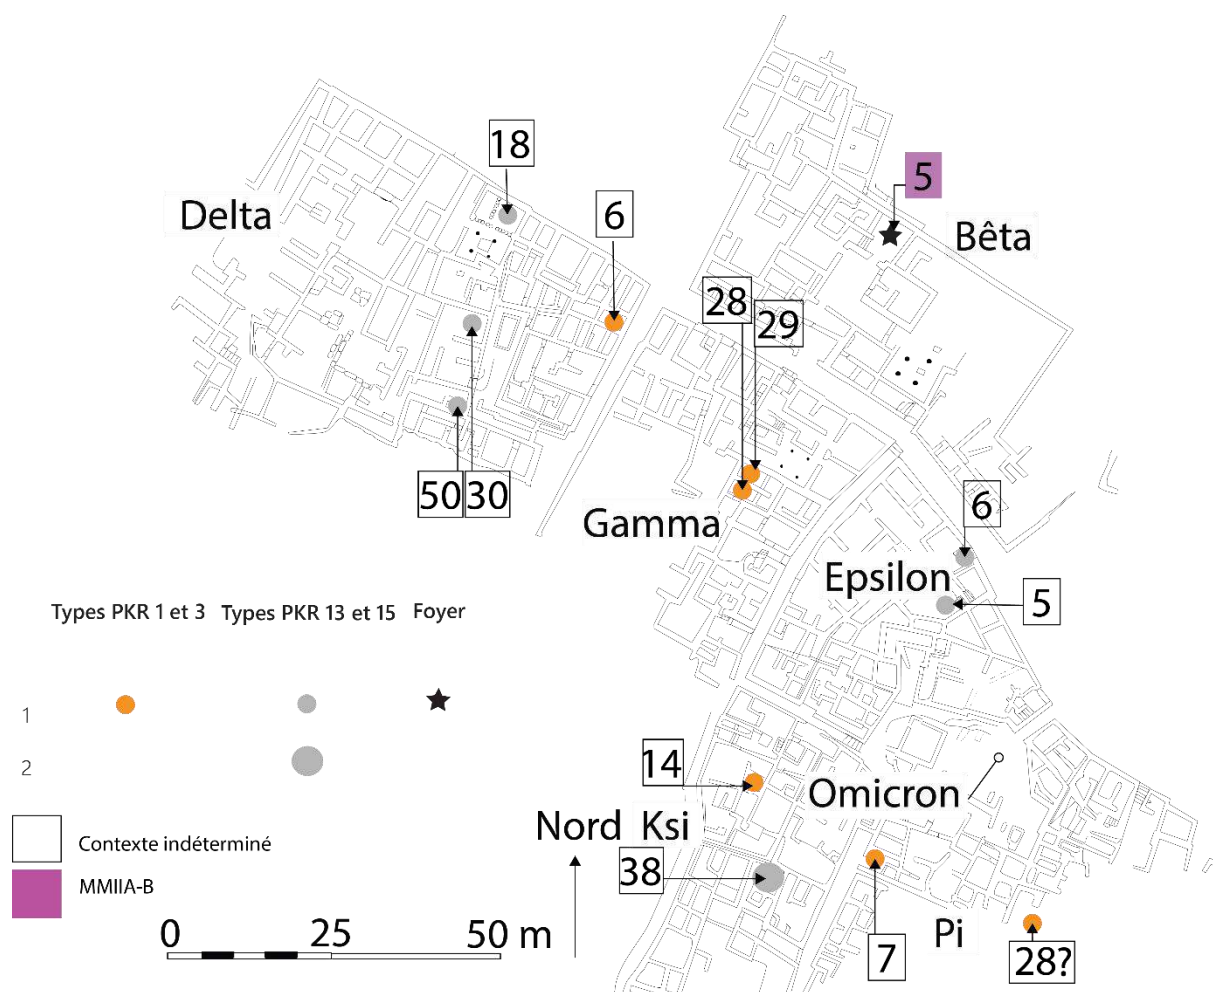 18
5
Delta
6
Bêta
28
29
50
30
Gamma
6
Epsilon
5
Types PKR 1 et 3 Types PKR 13 et 15 Foyer
1
2
14
Omicron
Nord Ksi
Contexte indéterminé
38
MMIIA-B
0 25 50 m
7
Pi
28?